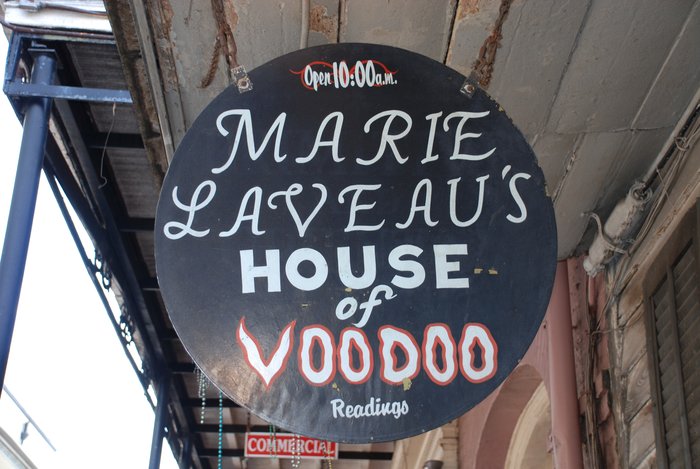 Open 10:00a.m.
MARIE
LAVEAU'S
HOUSE
of
VOODOO
Readings
COMMERCIAL